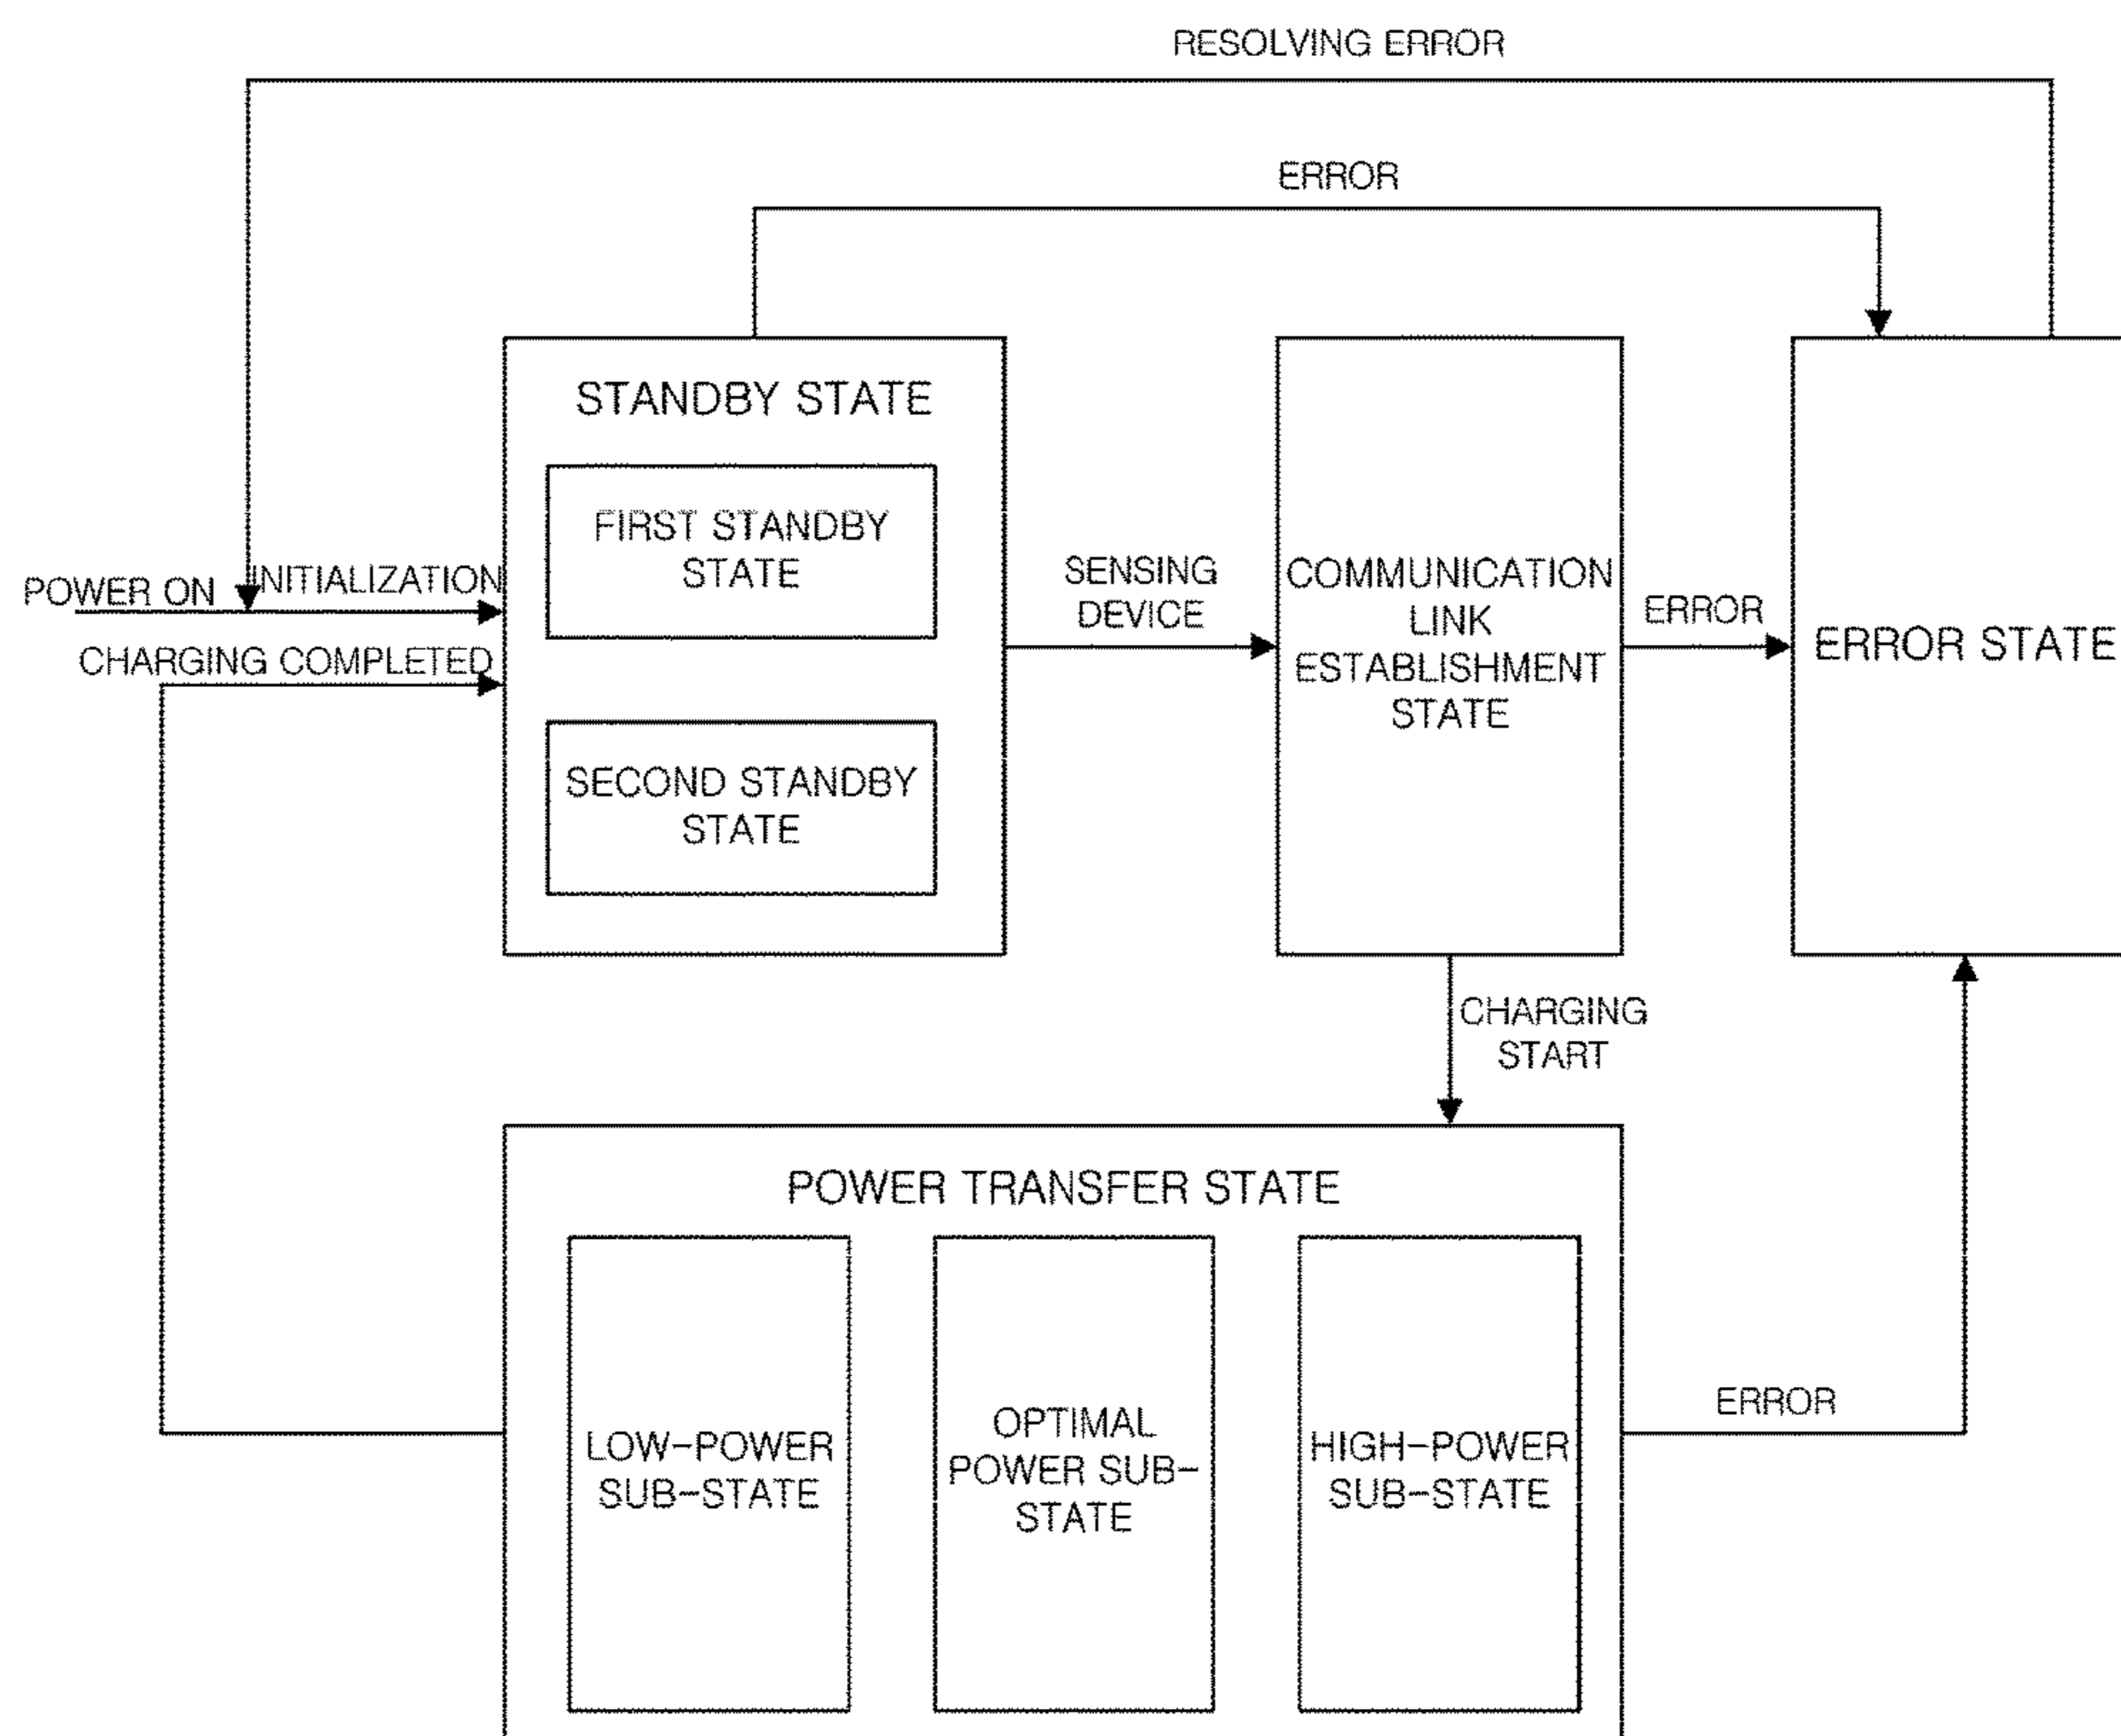 RESOLVING ERROR
ERROR
STANDBY STATE
FIRST STANDBY
STATE
SECOND STANDBY
STATE
POWER ON
INITIALIZATION
CHARGING COMPLETED
SENSING
DEVICE
COMMUNICATION
LINK
ESTABLISHMENT
STATE
ERROR
ERROR STATE
CHARGING
START
POWER TRANSFER STATE
LOW-POWER
SUB-STATE
OPTIMAL
POWER SUB-
STATE
HIGH-POWER
SUB-STATE
ERROR